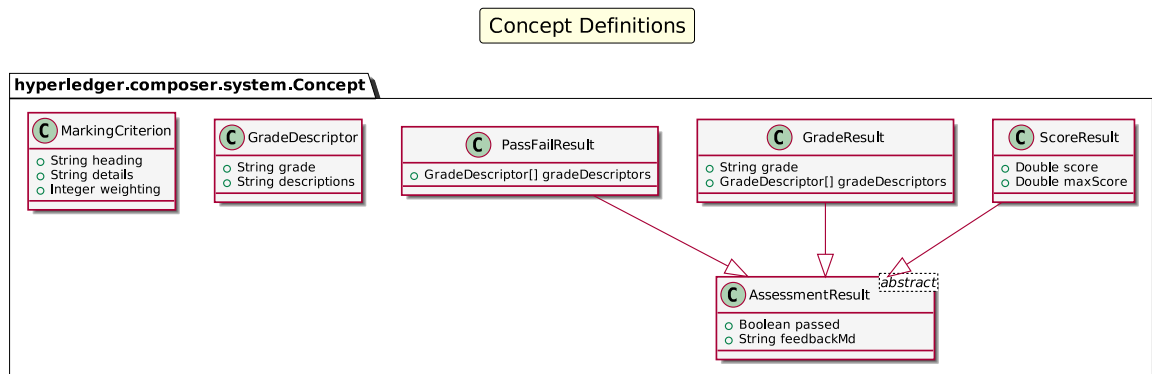 Concept Definitions
hyperledger.composer.system.Concept
C MarkingCriterion
String heading
String details
Integer weighting
C GradeDescriptor
String grade
String descriptions
C PassFailResult
GradeDescriptor[] gradeDescriptors
C GradeResult
String grade
GradeDescriptor[] gradeDescriptors
C ScoreResult
Double score
Double maxScore
C AssessmentResult abstract
Boolean passed
String feedbackMd